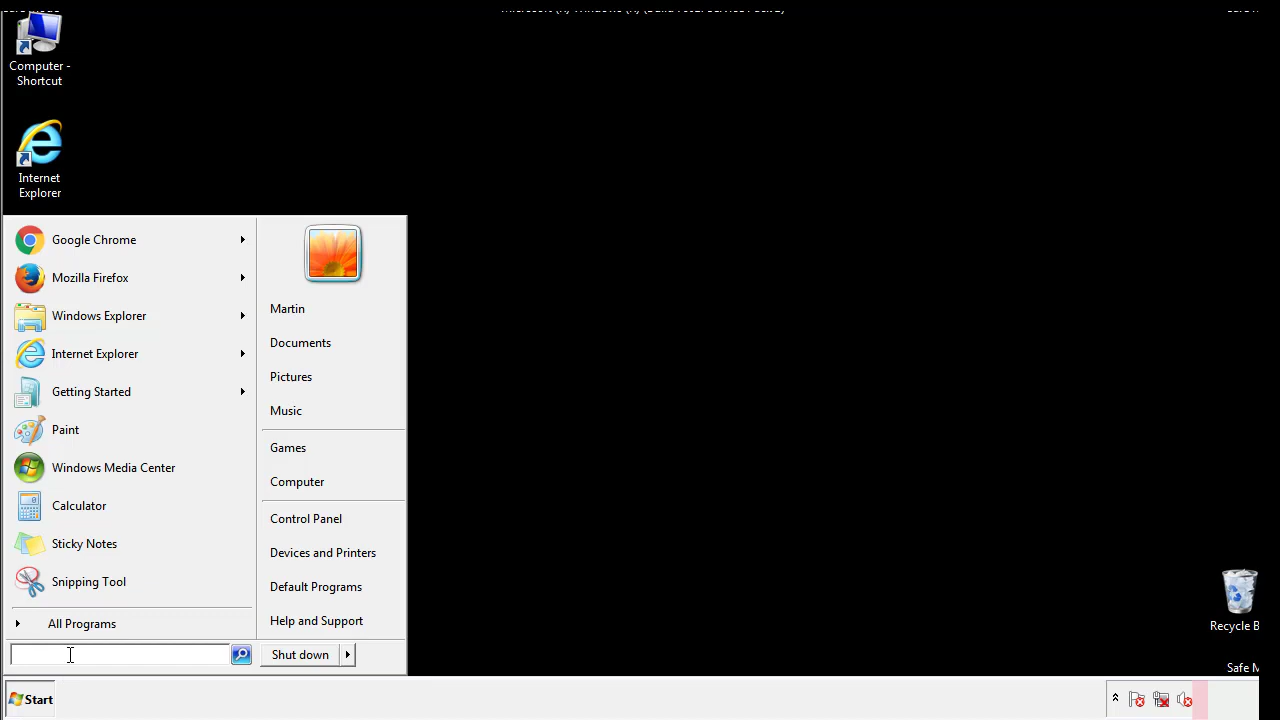 Computer -
Shortcut
Internet
Explorer
Google Chrome
Mozilla Firefox
Windows Explorer
Internet Explorer
Getting Started
Paint
Windows Media Center
Calculator
Sticky Notes
Snipping Tool
All Programs
Martin
Documents
Pictures
Music
Games
Computer
Control Panel
Devices and Printers
Default Programs
Help and Support
Shut down
Recycle B
Safe M
Start